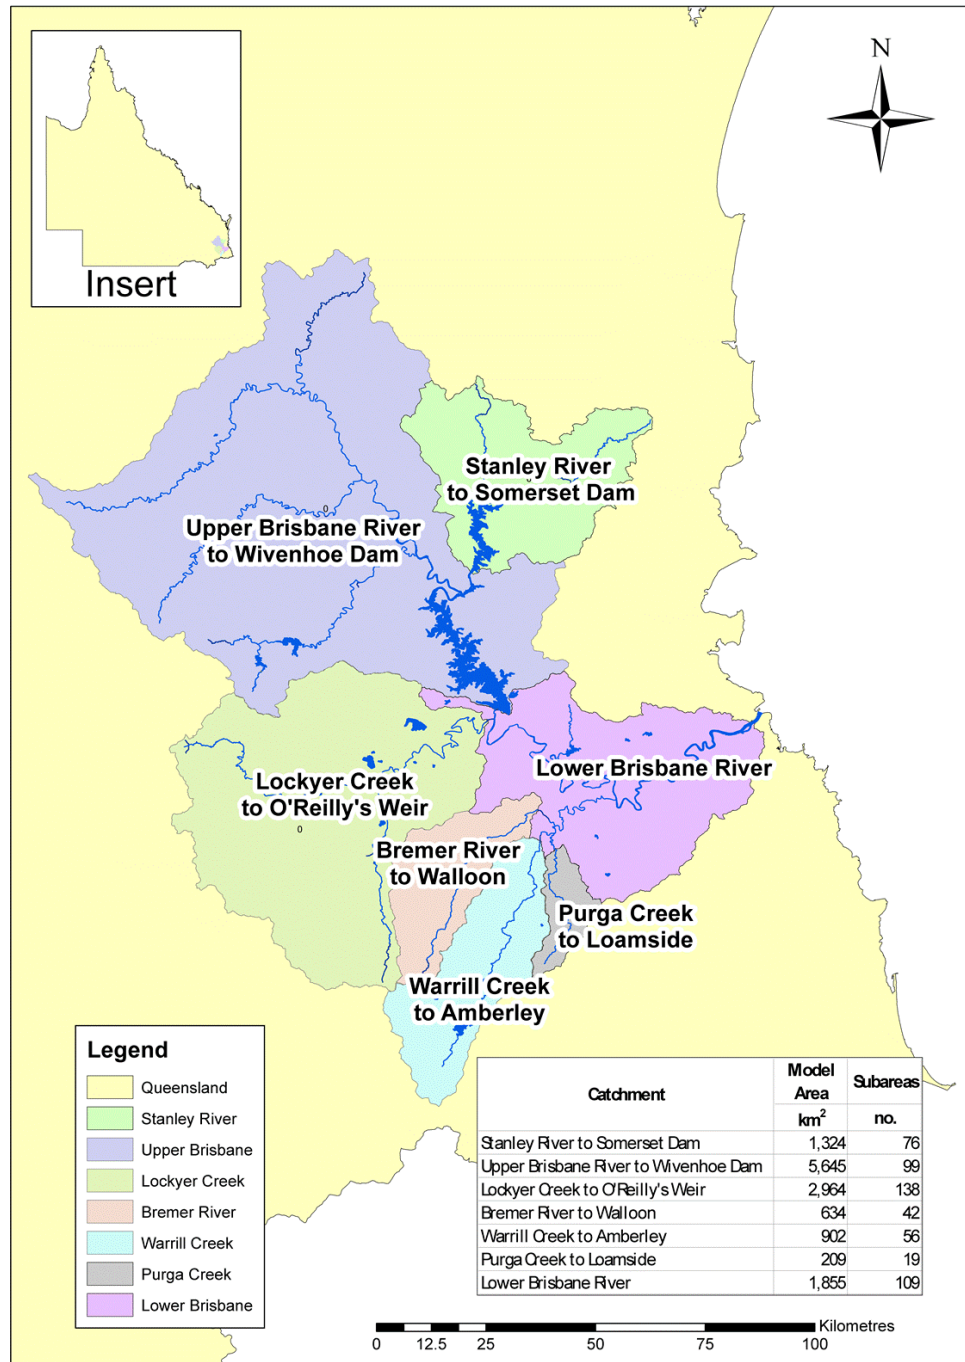 N
Insert
Stanley River
to Somerset Dam
0
Upper Brisbane River
to Wivenhoe Dam
Lower Brisbane River
Lockyer Creek
to O'Reilly's Weir
0
Bremer River
to Walloon
Purga Creek
to Loamside
Warrill Creek
to Amberley
Legend
Queensland
Stanley River
Upper Brisbane
Lockyer Creek
Bremer River
Warrill Creek
Purga Creek
Lower Brisbane
Catchment Model Area Subareas
km² no.
Stanley River to Somerset Dam 1,324 76
Upper Brisbane River to Wivenhoe Dam 5,645 99
Lockyer Creek to O'Reilly's Weir 2,964 138
Bremer River to Walloon 634 42
Warrill Creek to Amberley 902 56
Purga Creek to Loamside 209 19
Lower Brisbane River 1,855 109
Kilometres
0 12.5 25 50 75 100